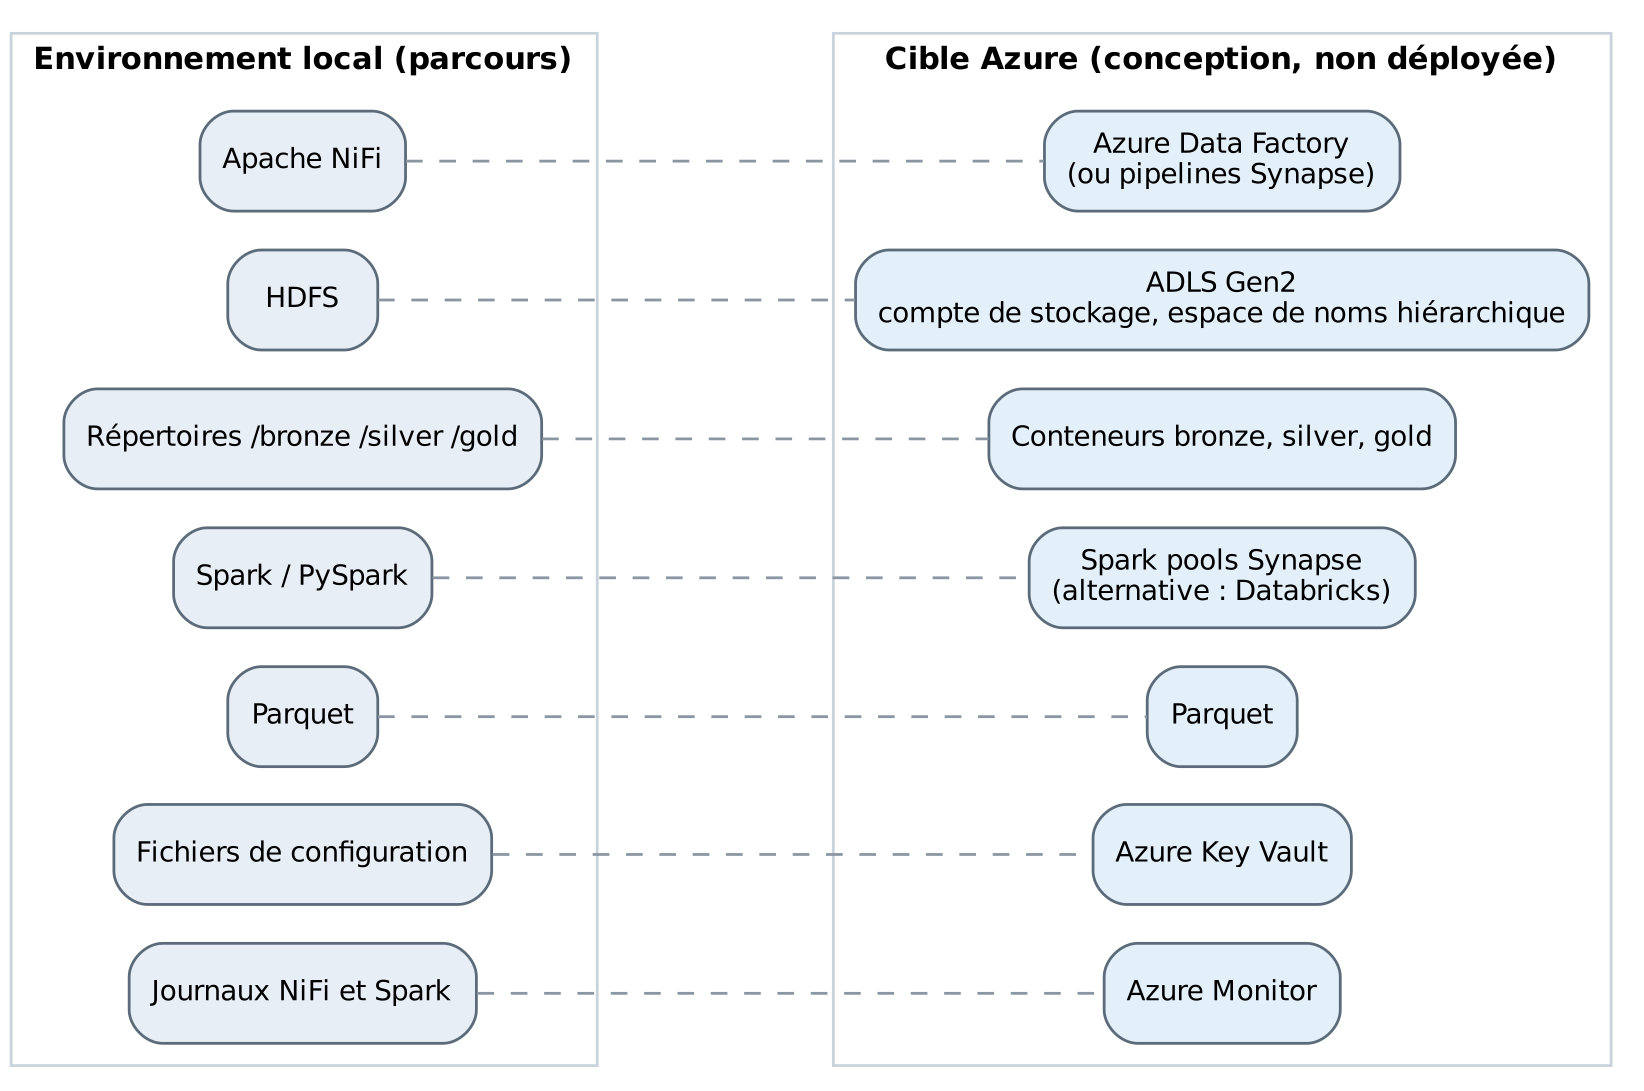 Environnement local (parcours)
Cible Azure (conception, non déployée)
Apache NiFi
Azure Data Factory
(ou pipelines Synapse)
HDFS
ADLS Gen2
compte de stockage, espace de noms hiérarchique
Répertoires /bronze /silver /gold
Conteneurs bronze, silver, gold
Spark / PySpark
Spark pools Synapse
(alternative : Databricks)
Parquet
Parquet
Fichiers de configuration
Azure Key Vault
Journaux NiFi et Spark
Azure Monitor